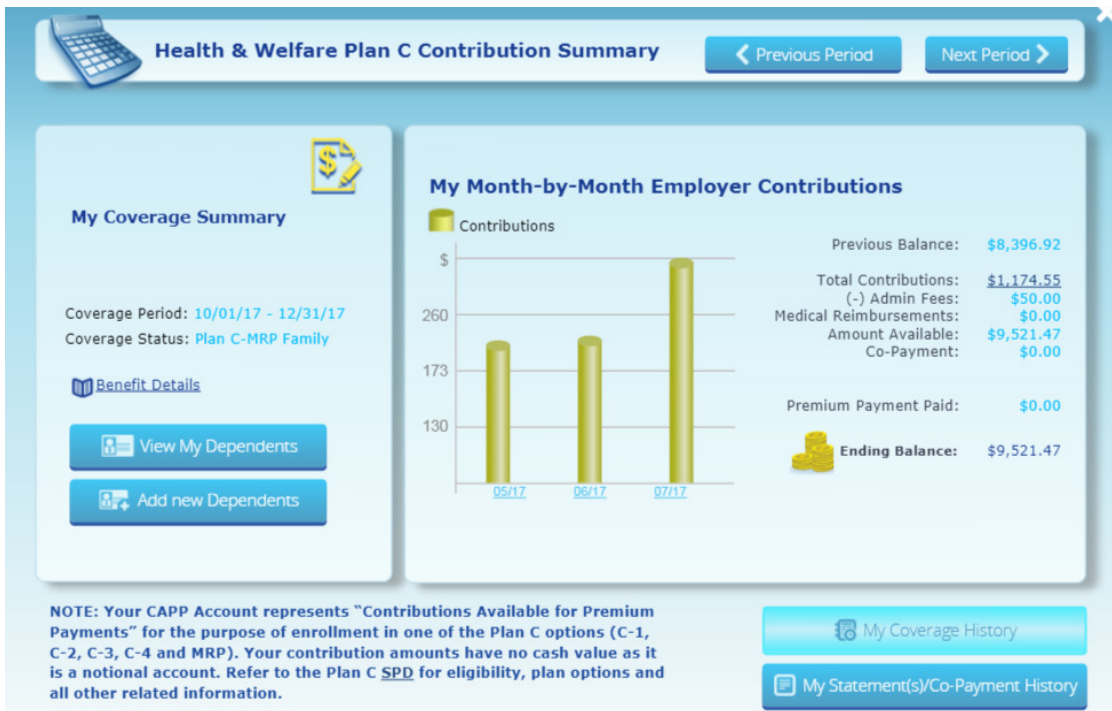 Health & Welfare Plan C Contribution Summary
Previous Period
Next Period
My Coverage Summary
Coverage Period: 10/01/17 - 12/31/17
Coverage Status: Plan C-MRP Family
Benefit Details
View My Dependents
Add new Dependents
My Month-by-Month Employer Contributions
Contributions
$
260
173
130
05/17 06/17 07/17
Previous Balance: $8,396.92
Total Contributions: $1,174.55
(-) Admin Fees: $50.00
Medical Reimbursements: $0.00
Amount Available: $9,521.47
Co-Payment: $0.00
Premium Payment Paid: $0.00
Ending Balance: $9,521.47
NOTE: Your CAPP Account represents “Contributions Available for Premium
Payments” for the purpose of enrollment in one of the Plan C options (C-1,
C-2, C-3, C-4 and MRP). Your contribution amounts have no cash value as it
is a notional account. Refer to the Plan C SPD for eligibility, plan options and
all other related information.
My Coverage History
My Statement(s)/Co-Payment History